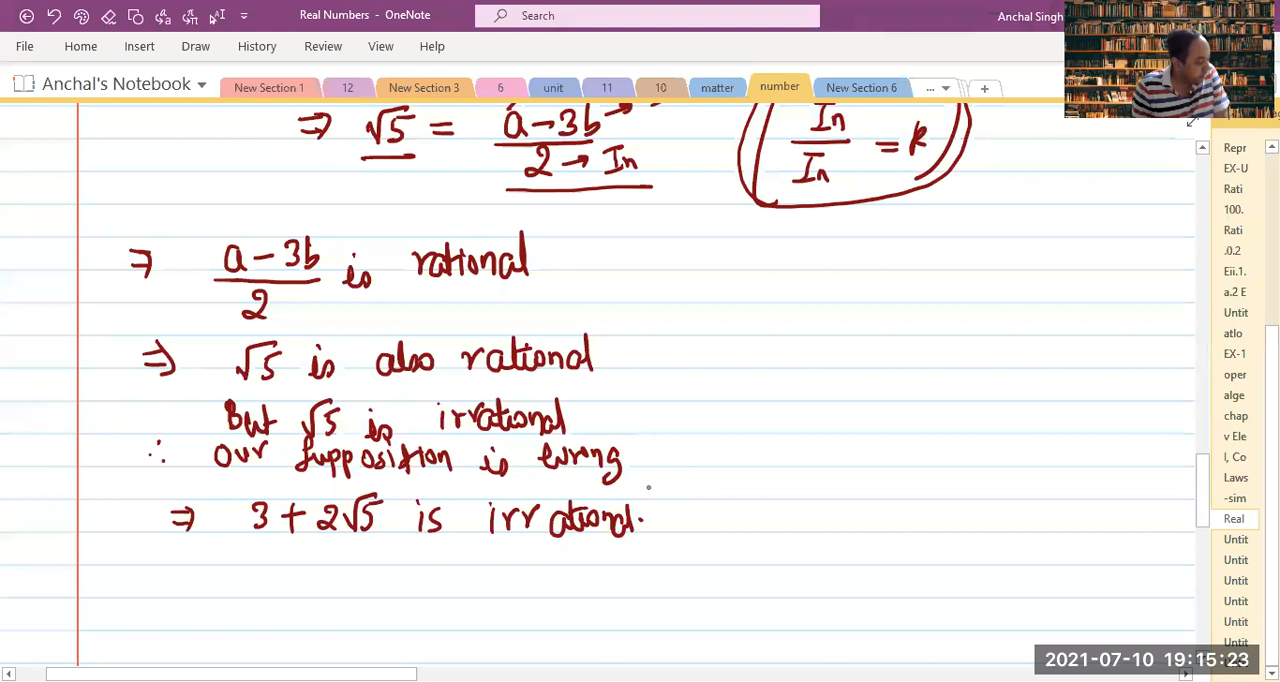 Real Numbers - OneNote
Search
Anchal Singh
File Home Insert Draw History Review View Help
Anchal's Notebook
New Section 1 12 New Section 3 6 unit 11 10 matter number New Section 6 ...
⇒ √5 = a-3b →
2 → In
In
In = R
⇒ a-3b is rational
2
⇒ √5 is also rational
But √5 is irrational
∴ Our supposition is wrong
⇒ 3+2√5 is irrational.
Repr
EX-U
Rati
100.
Rati
.0.2
Eii.1.
a.2 E
Untit
atlo
EX-1
oper
alge
chap
v Ele
l, Co
Laws
-sim
Real
Untit
Untit
Untit
Untit
Untit
Untit
2021-07-10 19:15:23